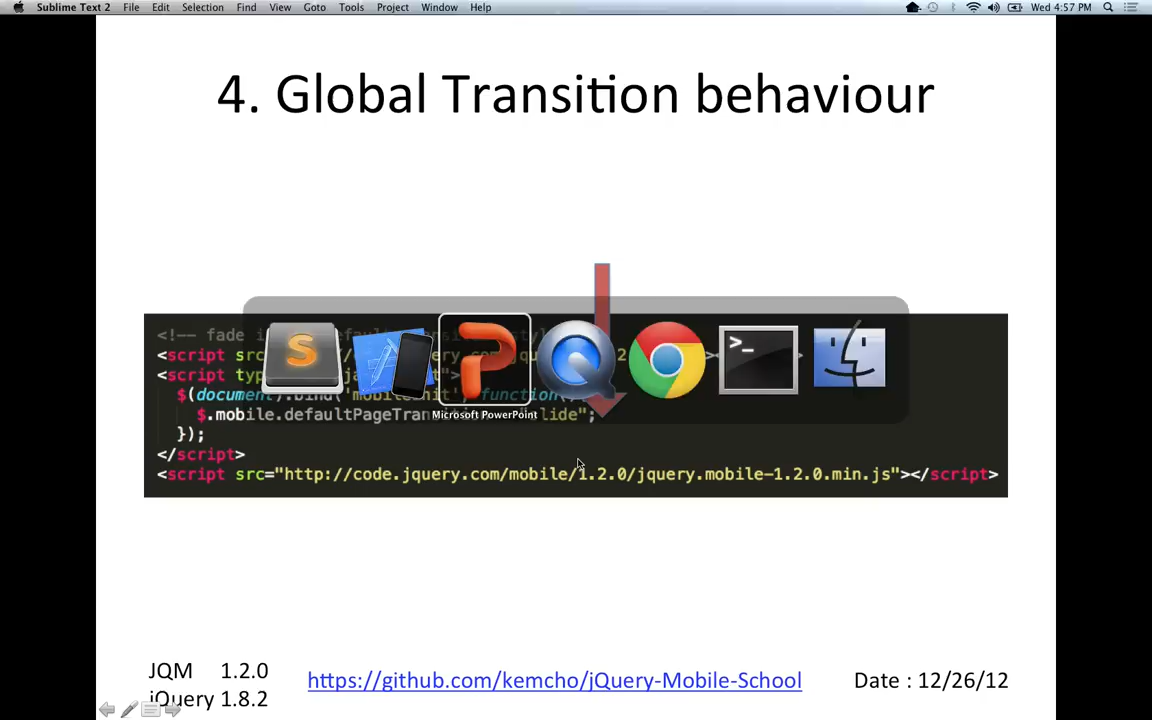 Sublime Text 2 File Edit Selection Find View Goto Tools Project Window Help Wed 4:57 PM
4. Global Transition behaviour
<!-- fade i
<script src
<script typ
$(document).bind('mobileinit', function()
$.mobile.defaultPageTran lide";
});
</script>
<script src="http://code.jquery.com/mobile/1.2.0/jquery.mobile-1.2.0.min.js"></script>
Microsoft PowerPoint
JQM 1.2.0
jQuery 1.8.2
https://github.com/kemcho/jQuery-Mobile-School
Date : 12/26/12